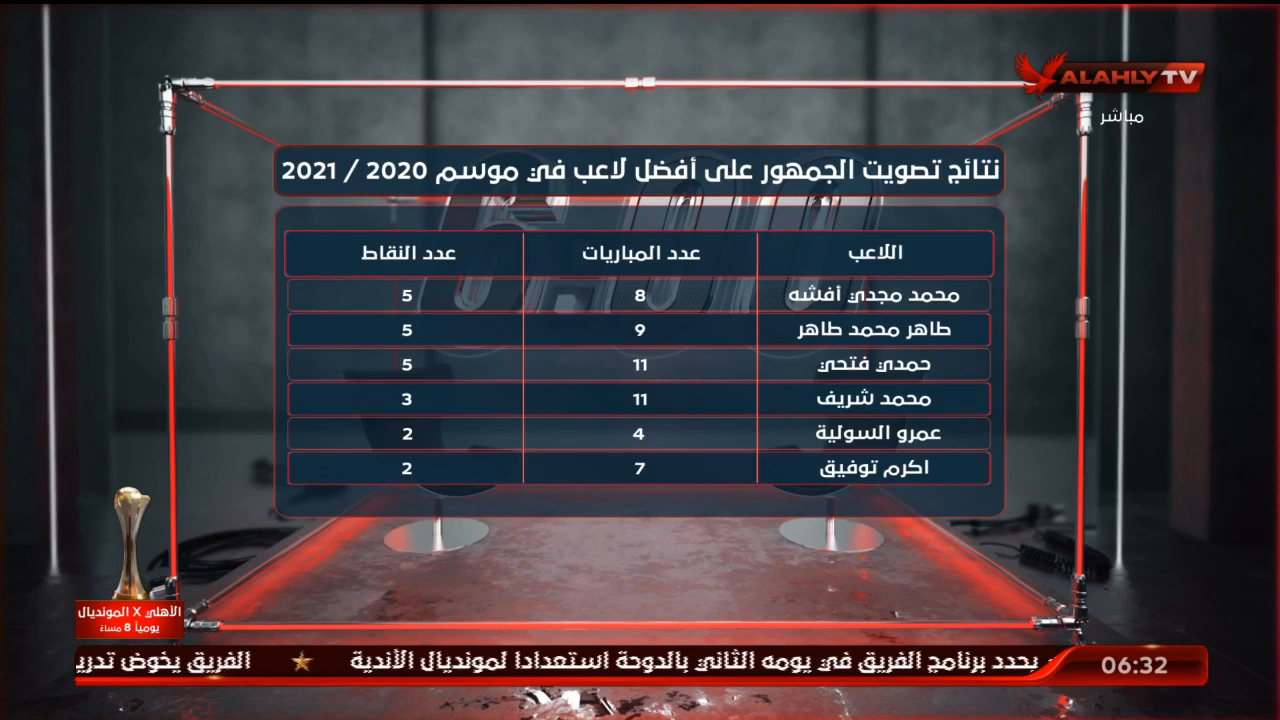 ALAHLY TV
مباشر
نتائج تصويت الجمهور على أفضل لاعب في موسم 2020 / 2021
اللاعب عدد المباريات عدد النقاط
محمد مجدي أفشه 8 5
طاهر محمد طاهر 9 5
حمدي فتحي 11 5
محمد شريف 11 3
عمرو السولية 4 2
اكرم توفيق 7 2
الأهلي X المونديال
يومياً 8 مساءً
06:32
يحدد برنامج الفريق في يومه الثاني بالدوحة استعدادا لمونديال الأندية ★ الفريق يخوض تدري